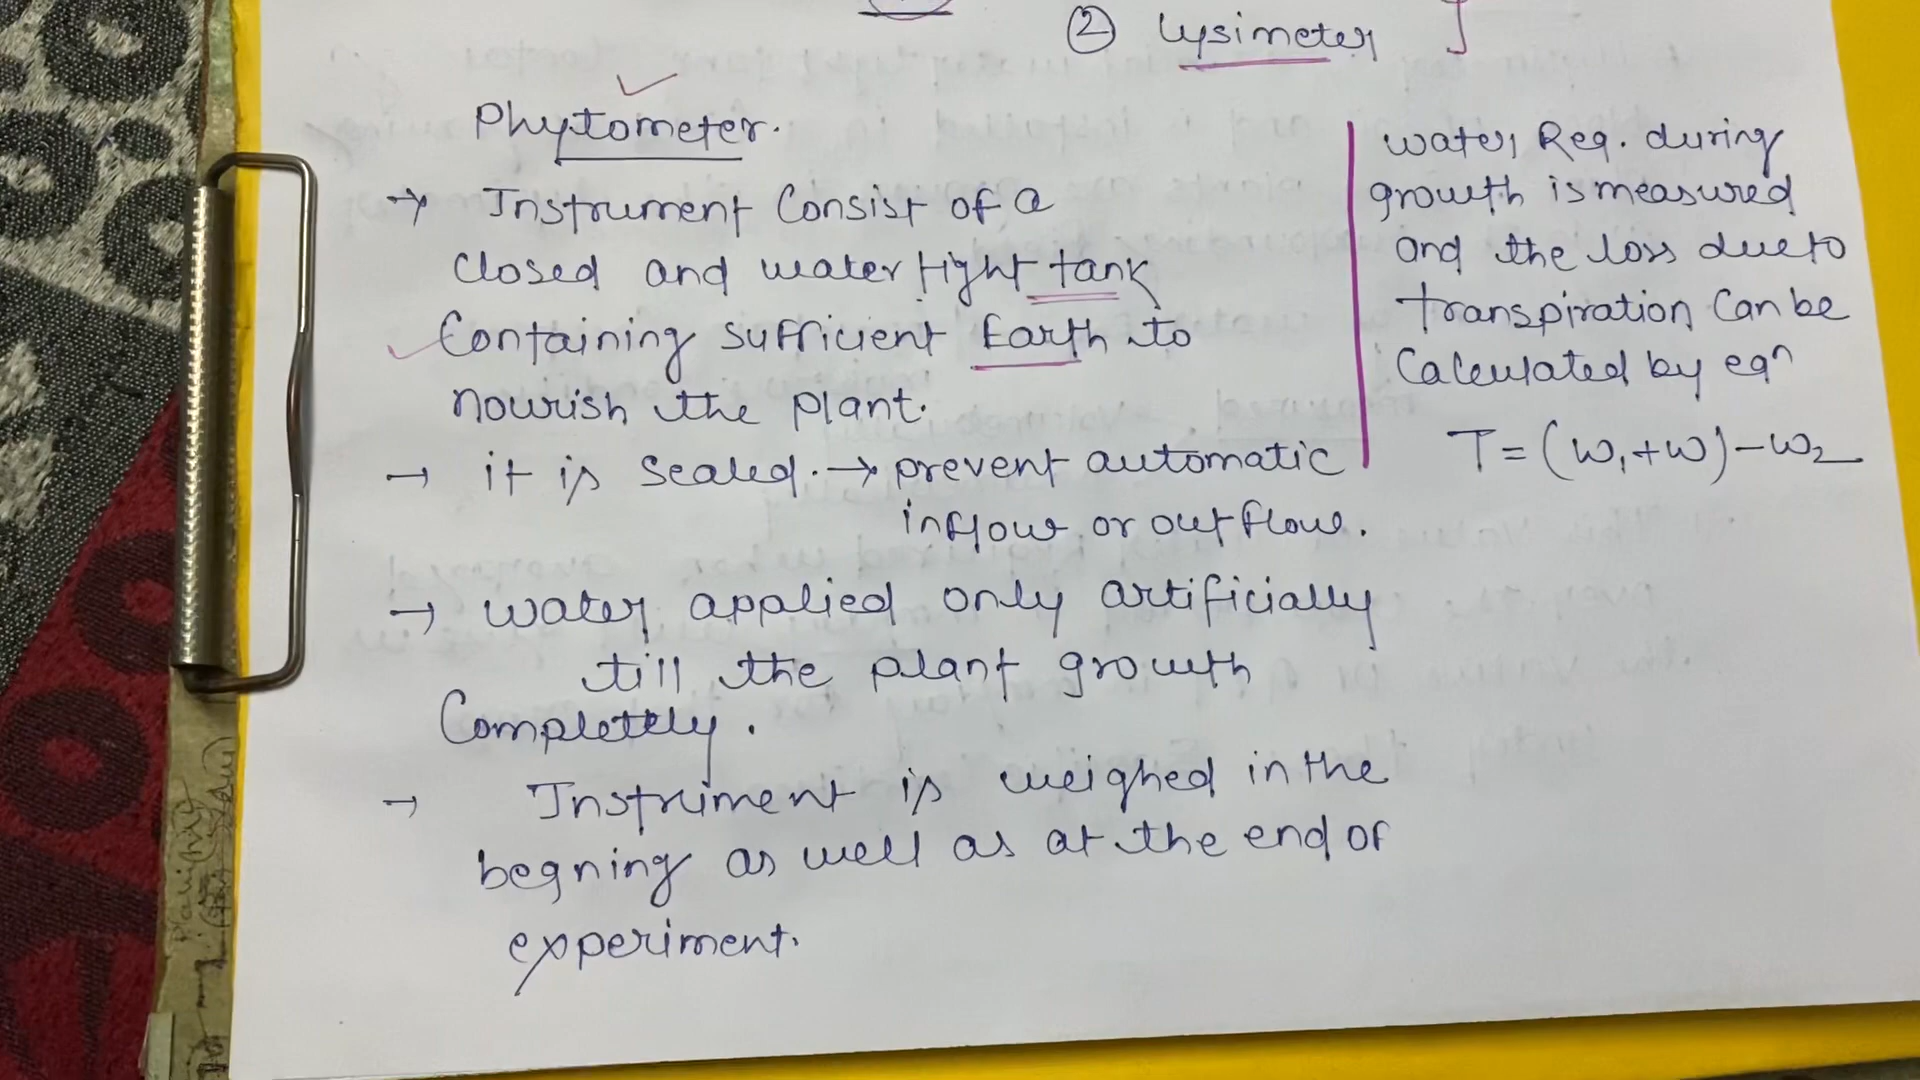 ② Lysimeter
Phytometer.
→ Instrument Consist of a
closed and water tight tank
Containing sufficient Earth to
nourish the plant.
→ it is sealed. → prevent automatic
inflow or outflow.
→ water applied only artificially
till the plant growth
Completely.
→ Instriment is weighed in the
begning as well as at the end of
experiment.
water Req. during
growth is measured
and the loss due to
transpiration Can be
Calculated by eqn
T = (w₁+w)-w₂